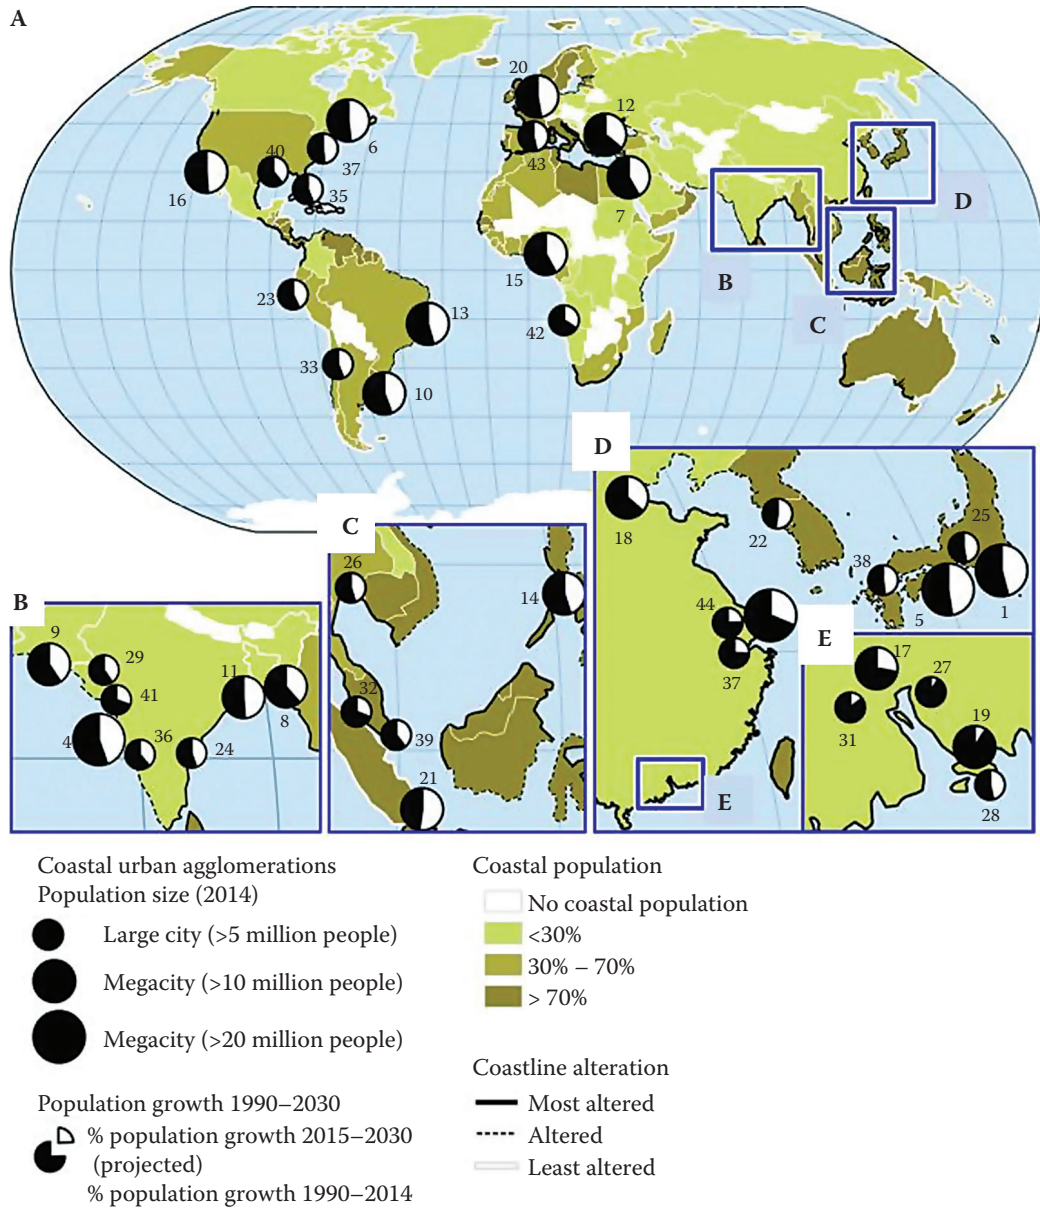 A
20
12
40
6
37
16
35
43
7
D
B
15
23
13
42
C
33
10
D
C
25
18
22
26
38
B
14
44
5
1
E
9
29
11
17
27
41
37
32
8
19
4
36
24
39
31
21
E
28
Coastal urban agglomerations
Population size (2014)
Large city (>5 million people)
Megacity (>10 million people)
Megacity (>20 million people)
Population growth 1990–2030
% population growth 2015–2030
(projected)
% population growth 1990–2014
Coastal population
No coastal population
<30%
30% – 70%
> 70%
Coastline alteration
Most altered
Altered
Least altered